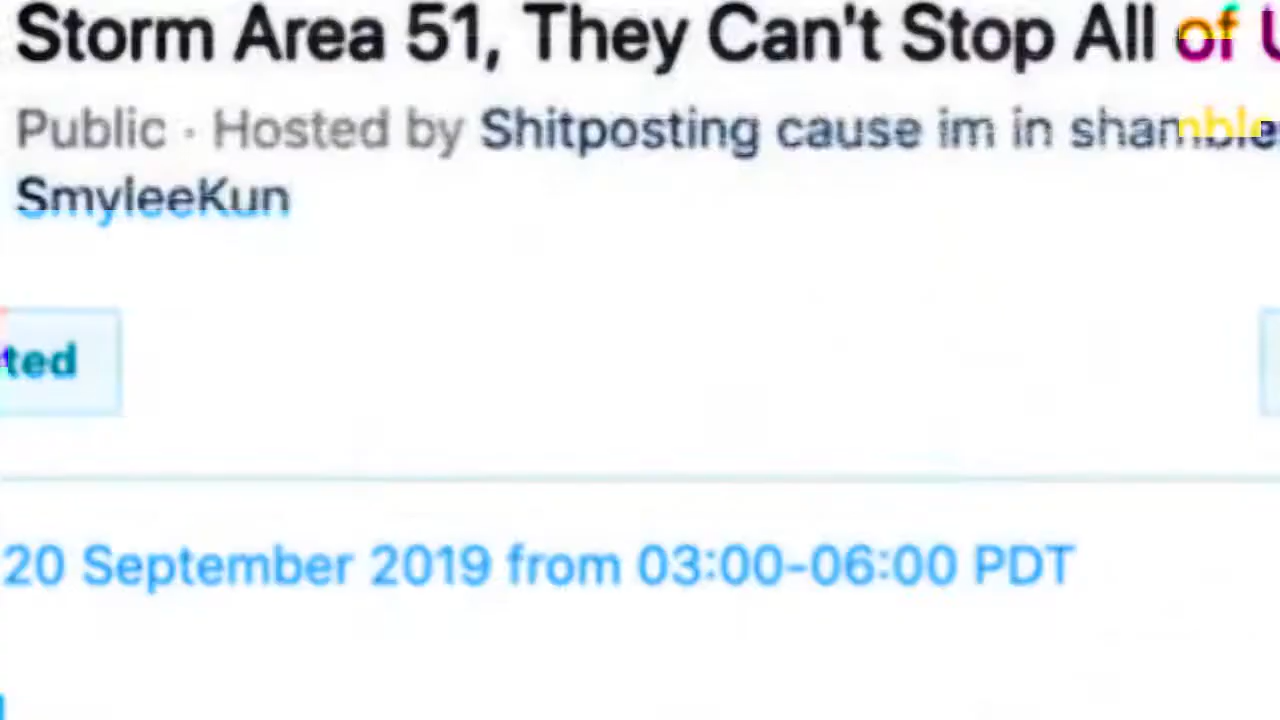 Storm Area 51, They Can't Stop All of U
Public · Hosted by Shitposting cause im in shamble
SmyleeKun
ted
20 September 2019 from 03:00-06:00 PDT